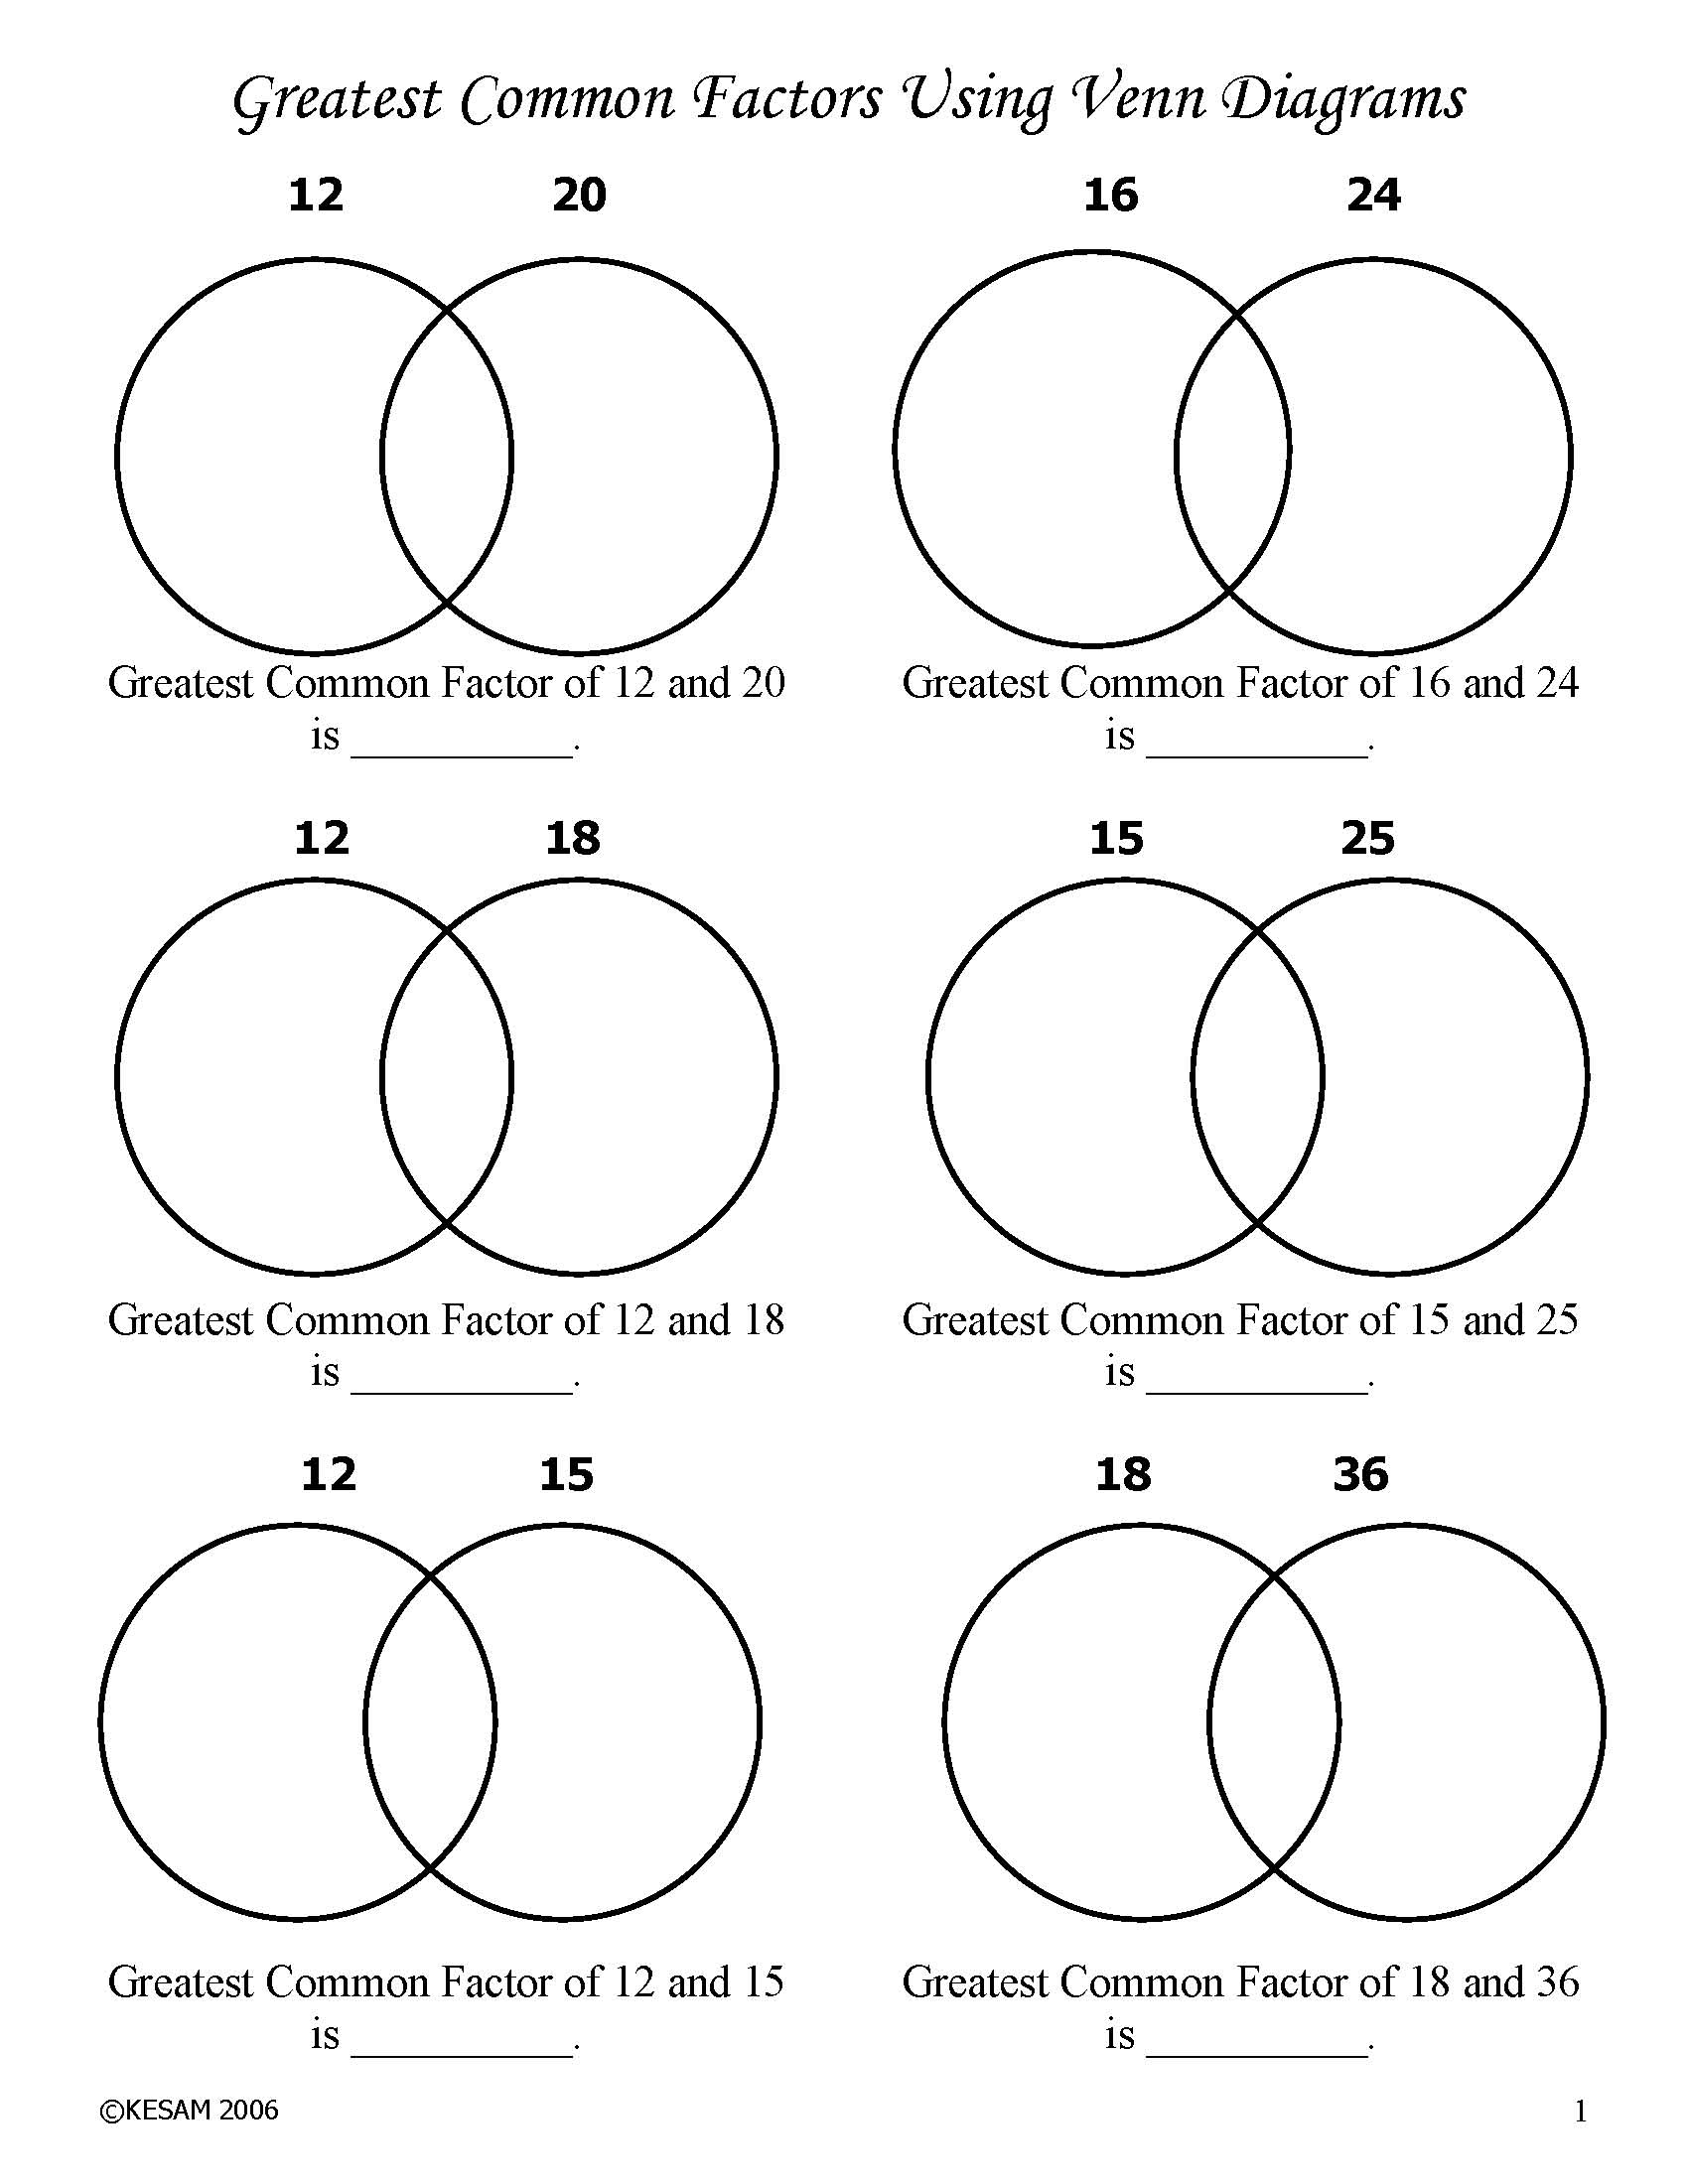 Greatest Common Factors Using Venn Diagrams
12 20
16 24
Greatest Common Factor of 12 and 20
is __________.
Greatest Common Factor of 16 and 24
is __________.
12 18
15 25
Greatest Common Factor of 12 and 18
is __________.
Greatest Common Factor of 15 and 25
is __________.
12 15
18 36
Greatest Common Factor of 12 and 15
is __________.
Greatest Common Factor of 18 and 36
is __________.
©KESAM 2006
1